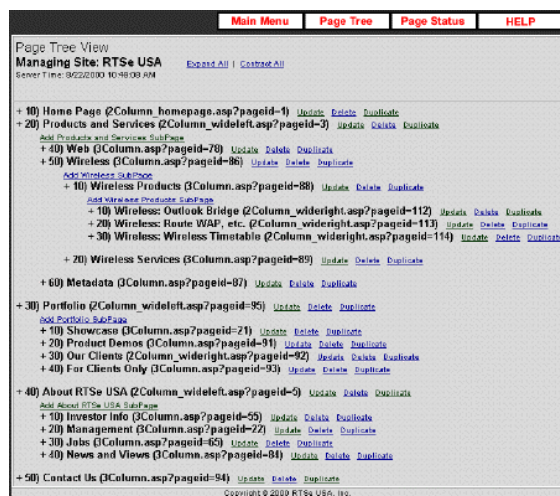 Main Menu Page Tree Page Status HELP
Page Tree View
Managing Site: RTSe USA Expand All | Contract All
Server Time: 8/22/2000 10:48:08 AM
+ 10) Home Page (2Column_homepage.asp?pageid=1) Update Delete Duplicate
+ 20) Products and Services (2Column_wideleft.asp?pageid=3) Update Delete Duplicate
Add Products and Services SubPage
+ 40) Web (3Column.asp?pageid=78) Update Delete Duplicate
+ 50) Wireless (3Column.asp?pageid=86) Update Delete Duplicate
Add Wireless SubPage
+ 10) Wireless Products (3Column.asp?pageid=88) Update Delete Duplicate
Add Wireless Products SubPage
+ 10) Wireless: Outlook Bridge (2Column_wideright.asp?pageid=112) Update Delete Duplicate
+ 20) Wireless: Route WAP, etc. (2Column_wideright.asp?pageid=113) Update Delete Duplicate
+ 30) Wireless: Wireless Timetable (2Column_wideright.asp?pageid=114) Update Delete Duplicate
+ 20) Wireless Services (3Column.asp?pageid=89) Update Delete Duplicate
+ 60) Metadata (3Column.asp?pageid=87) Update Delete Duplicate
+ 30) Portfolio (2Column_wideleft.asp?pageid=95) Update Delete Duplicate
Add Portfolio SubPage
+ 10) Showcase (3Column.asp?pageid=21) Update Delete Duplicate
+ 20) Product Demos (3Column.asp?pageid=91) Update Delete Duplicate
+ 30) Our Clients (2Column_wideright.asp?pageid=92) Update Delete Duplicate
+ 40) For Clients Only (3Column.asp?pageid=93) Update Delete Duplicate
+ 40) About RTSe USA (2Column_wideleft.asp?pageid=5) Update Delete Duplicate
Add About RTSe USA SubPage
+ 10) Investor Info (3Column.asp?pageid=55) Update Delete Duplicate
+ 20) Management (3Column.asp?pageid=22) Update Delete Duplicate
+ 30) Jobs (3Column.asp?pageid=65) Update Delete Duplicate
+ 40) News and Views (3Column.asp?pageid=84) Update Delete Duplicate
+ 50) Contact Us (3Column.asp?pageid=94) Update Delete Duplicate
Copyright © 2000 RTSe USA, Inc.